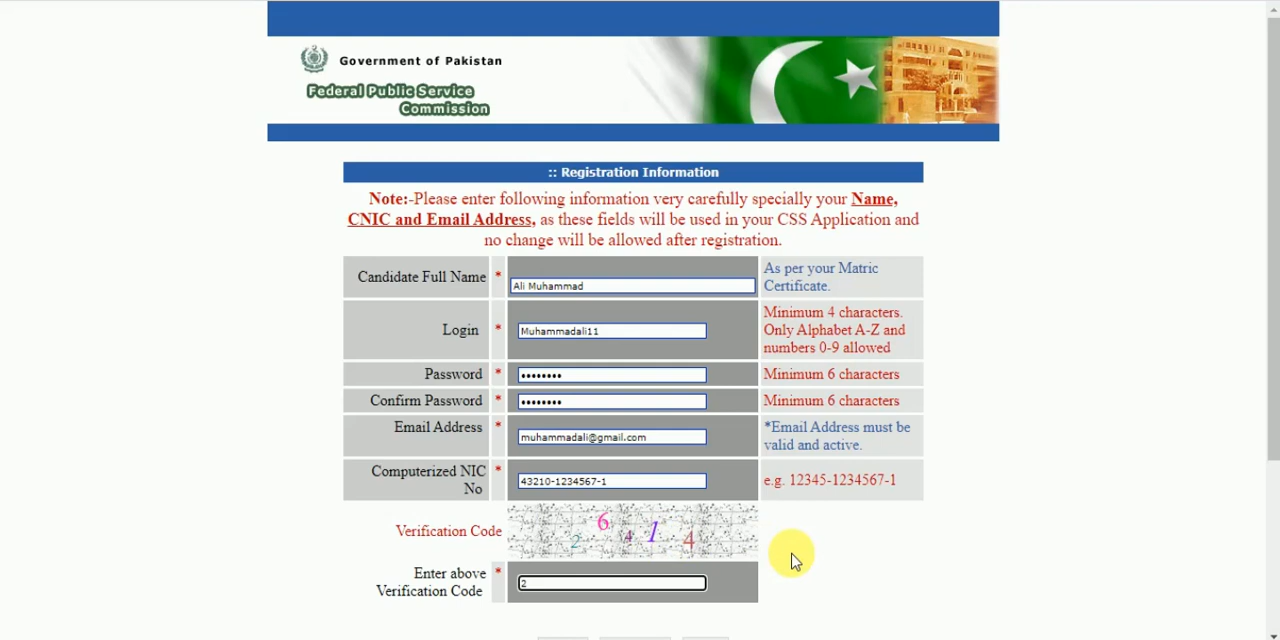 Government of Pakistan
Federal Public Service
Commission
:: Registration Information
Note:-Please enter following information very carefully specially your Name,
CNIC and Email Address, as these fields will be used in your CSS Application and
no change will be allowed after registration.
Candidate Full Name * Ali Muhammad
As per your Matric
Certificate.
Login * Muhammadali11
Minimum 4 characters.
Only Alphabet A-Z and
numbers 0-9 allowed
Password * •••••••• Minimum 6 characters
Confirm Password * •••••••• Minimum 6 characters
Email Address * muhammadali@gmail.com
*Email Address must be
valid and active.
Computerized NIC
No * 43210-1234567-1 e.g. 12345-1234567-1
Verification Code 2 6 4 1 4
Enter above
Verification Code * 2